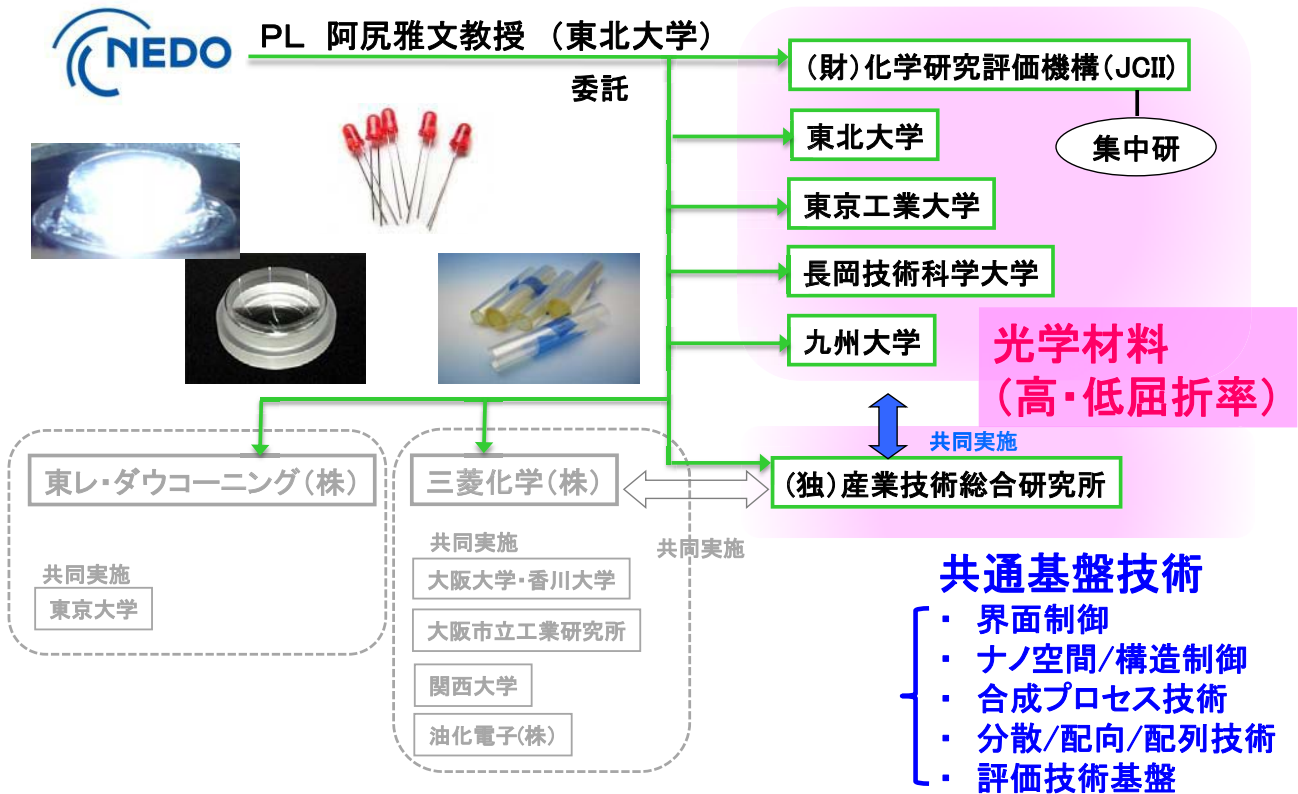 NEDO
PL 阿尻雅文教授 (東北大学)
委託
(財)化学研究評価機構(JCII)
集中研
東北大学
東京工業大学
長岡技術科学大学
九州大学
光学材料
(高・低屈折率)
共同実施
(独)産業技術総合研究所
東レ・ダウコーニング(株)
共同実施
東京大学
三菱化学(株)
共同実施
共同実施
大阪大学・香川大学
大阪市立工業研究所
関西大学
油化電子(株)
共通基盤技術
・ 界面制御
・ ナノ空間/構造制御
・ 合成プロセス技術
・ 分散/配向/配列技術
・ 評価技術基盤